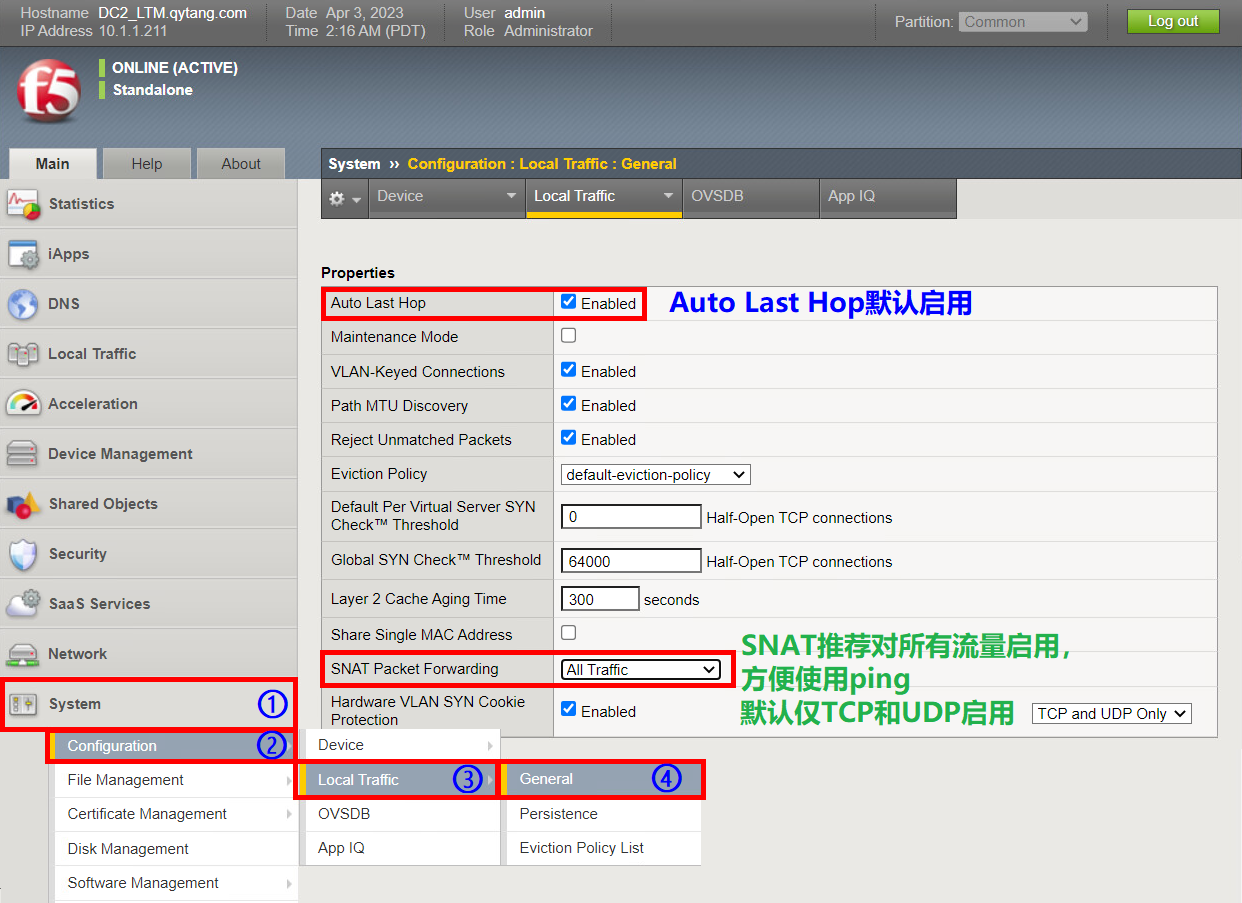 Hostname DC2_LTM.qytang.com Date Apr 3, 2023 User admin
IP Address 10.1.1.211 Time 2:16 AM (PDT) Role Administrator
Partition: Common Log out
f5
ONLINE (ACTIVE)
Standalone
Main Help About
System ›› Configuration : Local Traffic : General
Device Local Traffic OVSDB App IQ
Statistics
iApps
DNS
Local Traffic
Acceleration
Device Management
Shared Objects
Security
SaaS Services
Network
System ①
Configuration ②
File Management
Certificate Management
Disk Management
Software Management
Device
Local Traffic ③
OVSDB
App IQ
General ④
Persistence
Eviction Policy List
Properties
Auto Last Hop Enabled Auto Last Hop默认启用
Maintenance Mode
VLAN-Keyed Connections Enabled
Path MTU Discovery Enabled
Reject Unmatched Packets Enabled
Eviction Policy default-eviction-policy
Default Per Virtual Server SYN
Check™ Threshold 0 Half-Open TCP connections
Global SYN Check™ Threshold 64000 Half-Open TCP connections
Layer 2 Cache Aging Time 300 seconds
Share Single MAC Address
SNAT Packet Forwarding All Traffic
Hardware VLAN SYN Cookie
Protection Enabled
SNAT推荐对所有流量启用,
方便使用ping
默认仅TCP和UDP启用 TCP and UDP Only